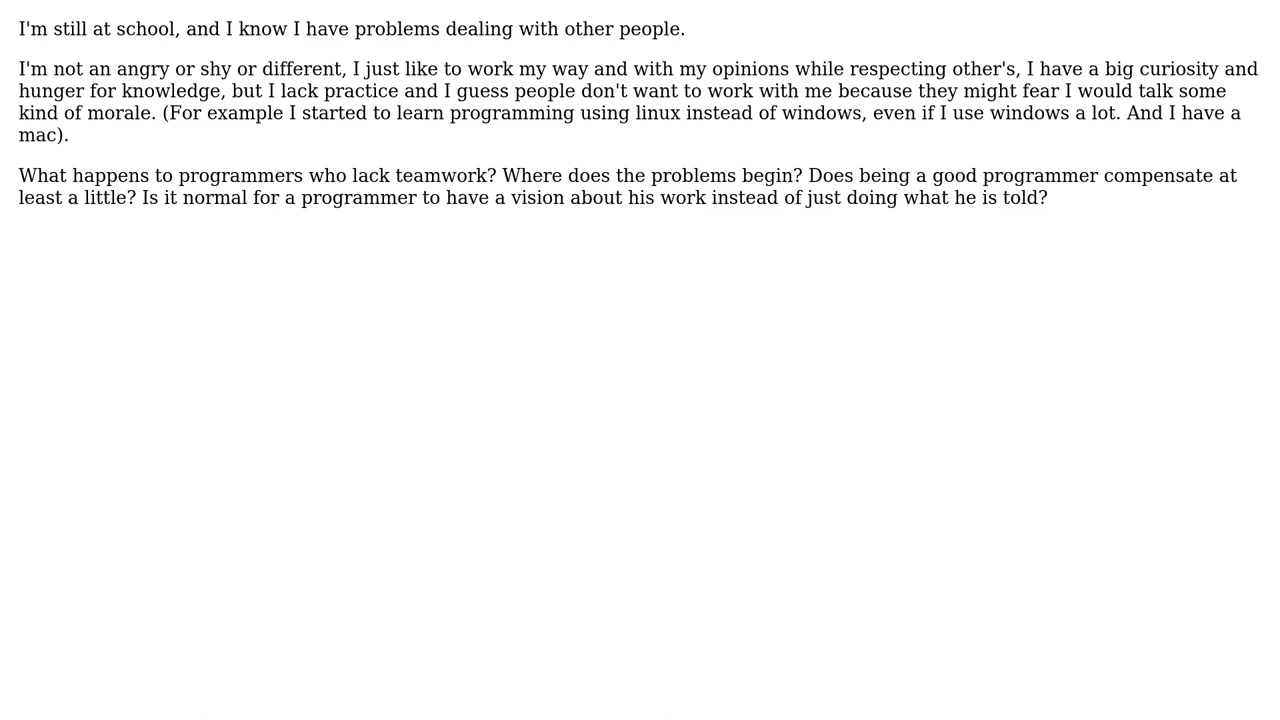 I'm still at school, and I know I have problems dealing with other people.
I'm not an angry or shy or different, I just like to work my way and with my opinions while respecting other's, I have a big curiosity and
hunger for knowledge, but I lack practice and I guess people don't want to work with me because they might fear I would talk some
kind of morale. (For example I started to learn programming using linux instead of windows, even if I use windows a lot. And I have a
mac).
What happens to programmers who lack teamwork? Where does the problems begin? Does being a good programmer compensate at
least a little? Is it normal for a programmer to have a vision about his work instead of just doing what he is told?